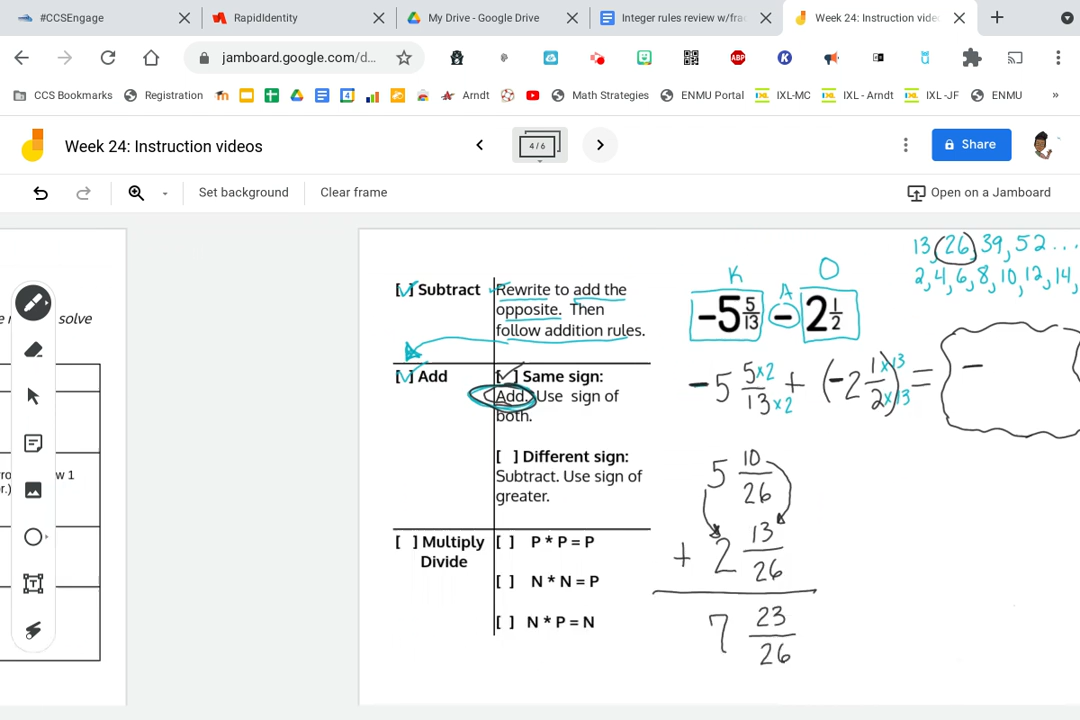 #CCSEngage
RapidIdentity
My Drive - Google Drive
Integer rules review w/fra
Week 24: Instruction vide
jamboard.google.com/d...
CCS Bookmarks
Registration
Arndt
Math Strategies
ENMU Portal
IXL-MC
IXL - Arndt
IXL -JF
ENMU
»
Week 24: Instruction videos
4 / 6
Share
Set background
Clear frame
Open on a Jamboard
solve
w 1
[ ] Subtract
Rewrite to add the
opposite. Then
follow addition rules.
[ ] Add
[ ] Same sign:
Add. Use sign of
both.
[ ] Different sign:
Subtract. Use sign of
greater.
[ ] Multiply
Divide
[ ] P * P = P
[ ] N * N = P
[ ] N * P = N
13, 26, 39, 52 ...
2, 4, 6, 8, 10, 12, 14,
K A O
-5 5/13 - 2 1/2
-5 5 x2/13 x2 + (-2 1 x13/2 x13) = -
5 10/26
+ 2 13/26
7 23/26